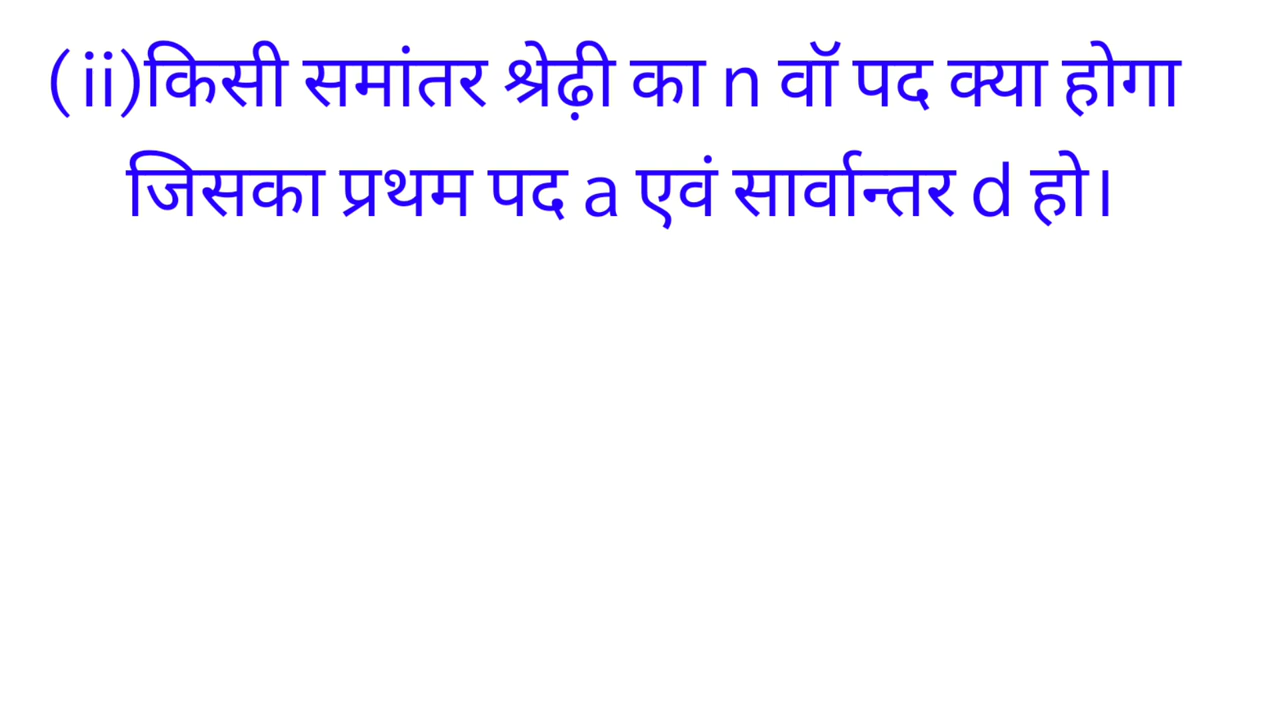 (ii)किसी समांतर श्रेढ़ी का n वॉ पद क्या होगा
जिसका प्रथम पद a एवं सार्वान्तर d हो।